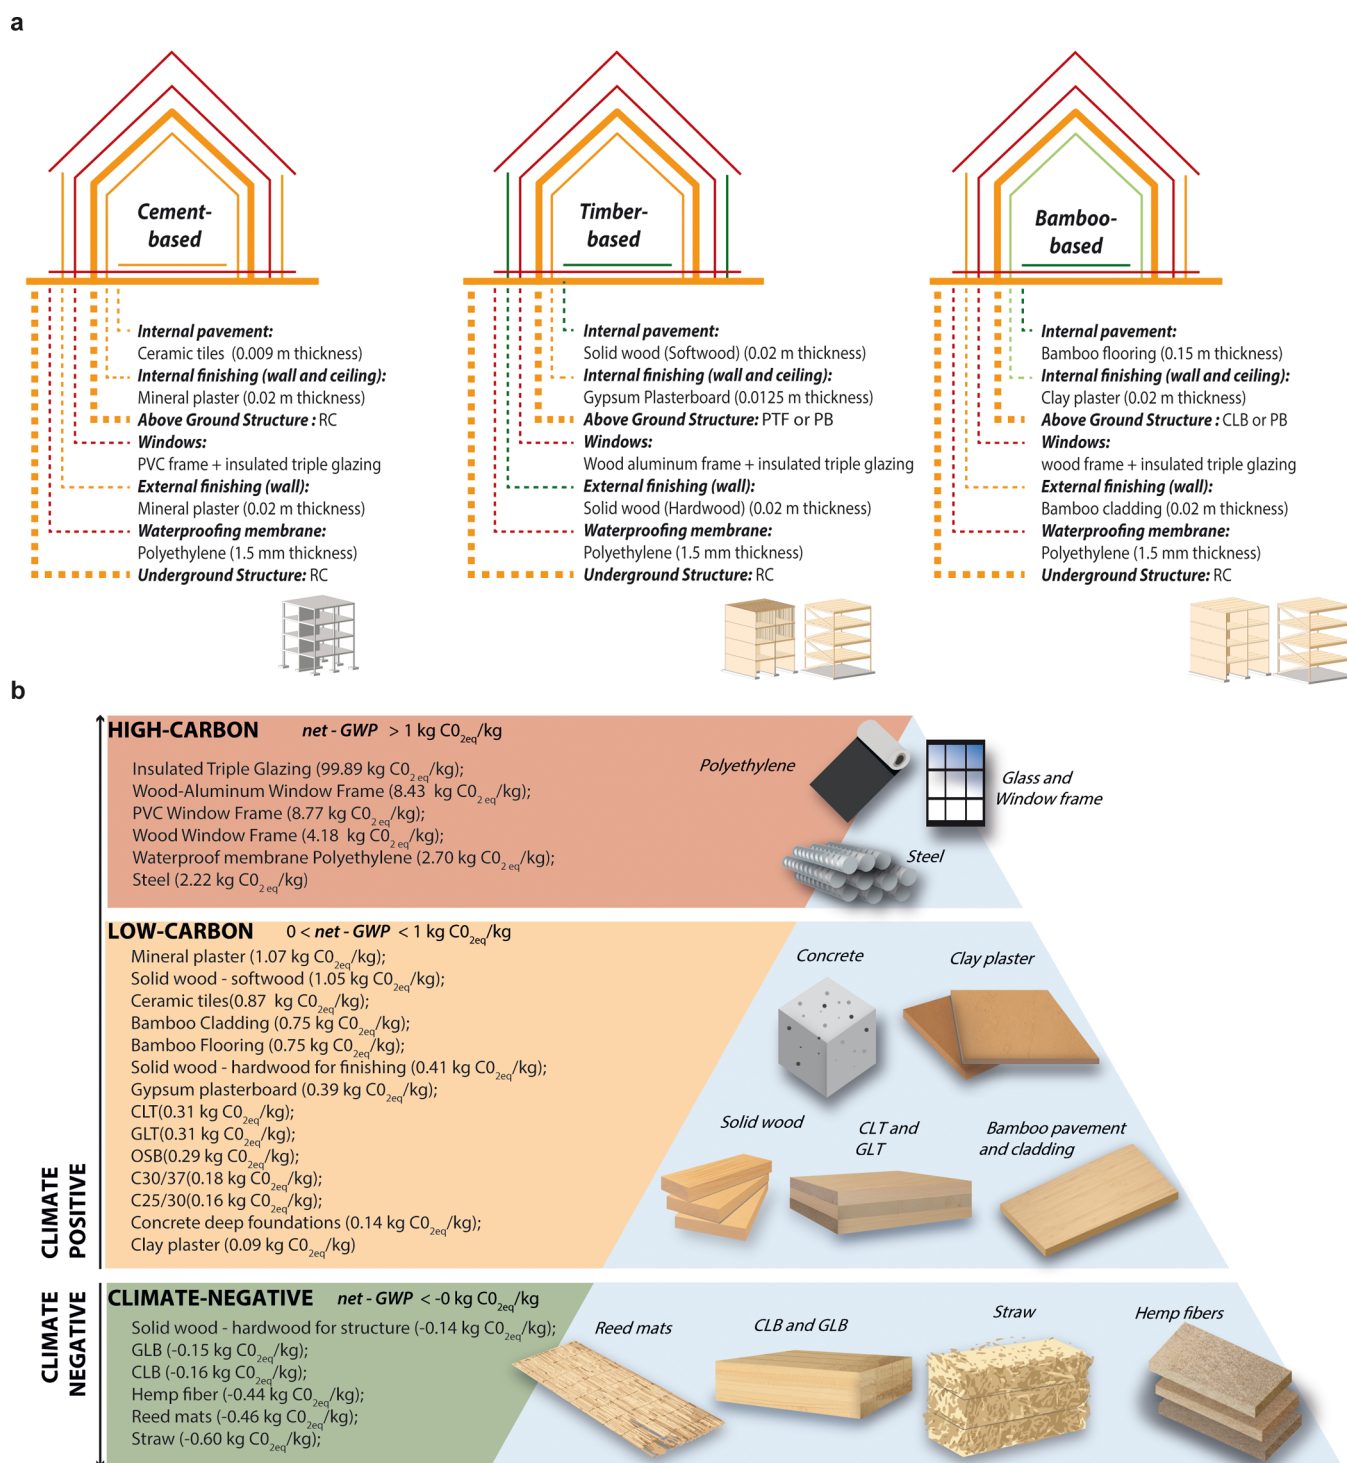 a
Cement-
based
Internal pavement:
Ceramic tiles (0.009 m thickness)
Internal finishing (wall and ceiling):
Mineral plaster (0.02 m thickness)
Above Ground Structure : RC
Windows:
PVC frame + insulated triple glazing
External finishing (wall):
Mineral plaster (0.02 m thickness)
Waterproofing membrane:
Polyethylene (1.5 mm thickness)
Underground Structure: RC
Timber-
based
Internal pavement:
Solid wood (Softwood) (0.02 m thickness)
Internal finishing (wall and ceiling):
Gypsum Plasterboard (0.0125 m thickness)
Above Ground Structure: PTF or PB
Windows:
Wood aluminum frame + insulated triple glazing
External finishing (wall):
Solid wood (Hardwood) (0.02 m thickness)
Waterproofing membrane:
Polyethylene (1.5 mm thickness)
Underground Structure: RC
Bamboo-
based
Internal pavement:
Bamboo flooring (0.15 m thickness)
Internal finishing (wall and ceiling):
Clay plaster (0.02 m thickness)
Above Ground Structure : CLB or PB
Windows:
wood frame + insulated triple glazing
External finishing (wall):
Bamboo cladding (0.02 m thickness)
Waterproofing membrane:
Polyethylene (1.5 mm thickness)
Underground Structure: RC
b
HIGH-CARBON net - GWP > 1 kg C02eq/kg
Insulated Triple Glazing (99.89 kg C02 eq/kg);
Wood-Aluminum Window Frame (8.43 kg C02 eq/kg);
PVC Window Frame (8.77 kg C02 eq/kg);
Wood Window Frame (4.18 kg C02 eq/kg);
Waterproof membrane Polyethylene (2.70 kg C02 eq/kg);
Steel (2.22 kg C02 eq/kg)
Polyethylene
Glass and
Window frame
Steel
LOW-CARBON 0 < net - GWP < 1 kg C02eq/kg
Mineral plaster (1.07 kg C02eq/kg);
Solid wood - softwood (1.05 kg C02eq/kg);
Ceramic tiles(0.87 kg C02eq/kg);
Bamboo Cladding (0.75 kg C02eq/kg);
Bamboo Flooring (0.75 kg C02eq/kg);
Solid wood - hardwood for finishing (0.41 kg C02eq/kg);
Gypsum plasterboard (0.39 kg C02eq/kg);
CLT(0.31 kg C02eq/kg);
GLT(0.31 kg C02eq/kg);
OSB(0.29 kg C02eq/kg);
C30/37(0.18 kg C02eq/kg);
C25/30(0.16 kg C02eq/kg);
Concrete deep foundations (0.14 kg C02eq/kg);
Clay plaster (0.09 kg C02eq/kg)
Concrete
Clay plaster
Solid wood
CLT and
GLT
Bamboo pavement
and cladding
CLIMATE
POSITIVE
CLIMATE
NEGATIVE
CLIMATE-NEGATIVE net - GWP < -0 kg C02eq/kg
Solid wood - hardwood for structure (-0.14 kg C02eq/kg);
GLB (-0.15 kg C02eq/kg);
CLB (-0.16 kg C02eq/kg);
Hemp fiber (-0.44 kg C02eq/kg);
Reed mats (-0.46 kg C02eq/kg);
Straw (-0.60 kg C02eq/kg);
Reed mats
CLB and GLB
Straw
Hemp fibers